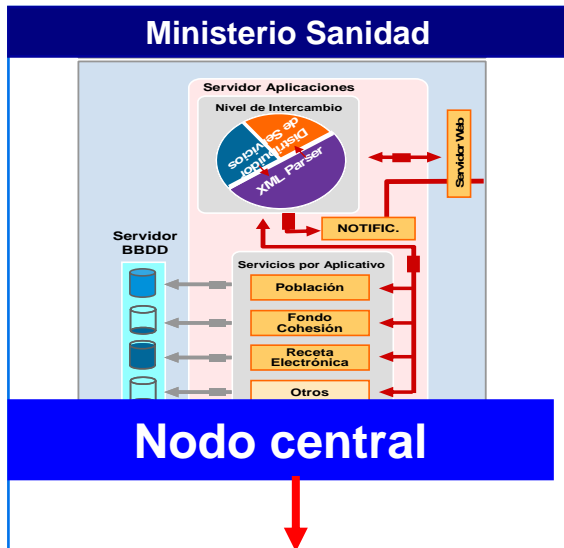 Ministerio Sanidad
Servidor Aplicaciones
Nivel de Intercambio
Distribuidor
de Servicios
XML Parser
Servidor Web
NOTIFIC.
Servidor
BBDD
Servicios por Aplicativo
Población
Fondo
Cohesión
Receta
Electrónica
Otros
Nodo central